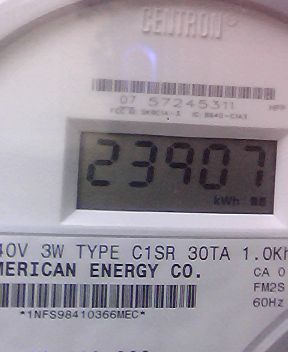 CENTRON
07 57245311 HPP
23907
kWh
40V 3W TYPE C1SR 30TA 1.0Kh
MERICAN ENERGY CO. CA 0
FM2S
*1NFS98410366MEC* 60Hz